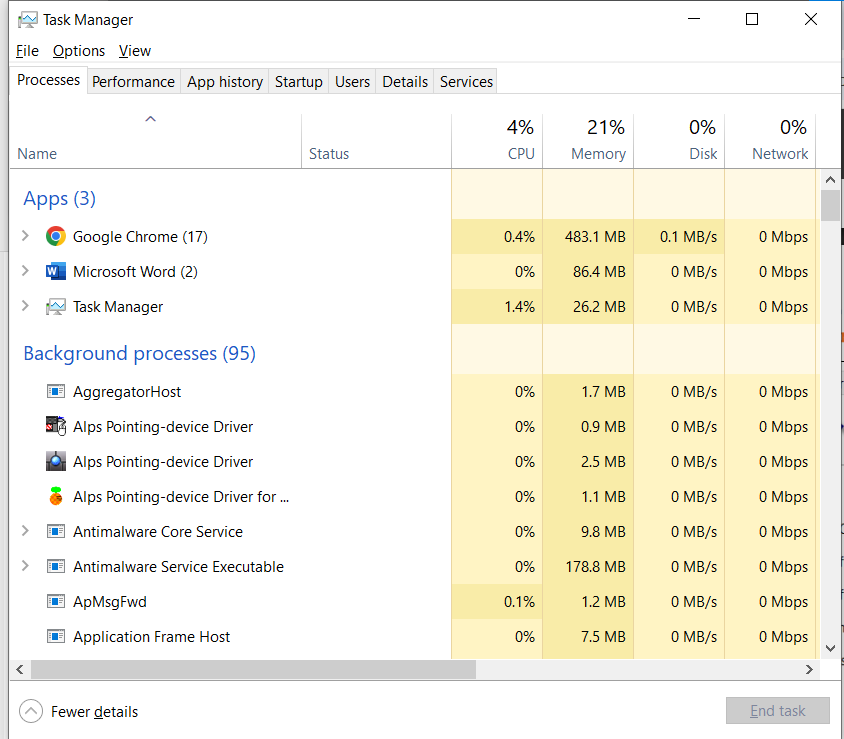 Task Manager
File Options View
Processes Performance App history Startup Users Details Services
4% 21% 0% 0%
Name Status CPU Memory Disk Network
Apps (3)
Google Chrome (17) 0.4% 483.1 MB 0.1 MB/s 0 Mbps
Microsoft Word (2) 0% 86.4 MB 0 MB/s 0 Mbps
Task Manager 1.4% 26.2 MB 0 MB/s 0 Mbps
Background processes (95)
AggregatorHost 0% 1.7 MB 0 MB/s 0 Mbps
Alps Pointing-device Driver 0% 0.9 MB 0 MB/s 0 Mbps
Alps Pointing-device Driver 0% 2.5 MB 0 MB/s 0 Mbps
Alps Pointing-device Driver for ... 0% 1.1 MB 0 MB/s 0 Mbps
Antimalware Core Service 0% 9.8 MB 0 MB/s 0 Mbps
Antimalware Service Executable 0% 178.8 MB 0 MB/s 0 Mbps
ApMsgFwd 0.1% 1.2 MB 0 MB/s 0 Mbps
Application Frame Host 0% 7.5 MB 0 MB/s 0 Mbps
Fewer details End task